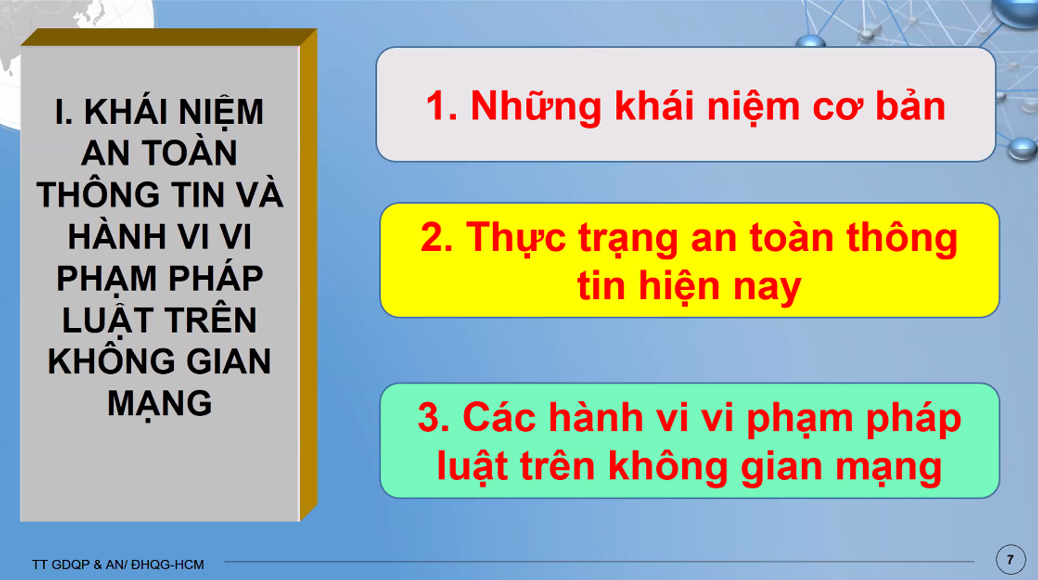 I. KHÁI NIỆM
AN TOÀN
THÔNG TIN VÀ
HÀNH VI VI
PHẠM PHÁP
LUẬT TRÊN
KHÔNG GIAN
MẠNG
1. Những khái niệm cơ bản
2. Thực trạng an toàn thông
tin hiện nay
3. Các hành vi vi phạm pháp
luật trên không gian mạng
TT GDQP & AN/ ĐHQG-HCM
7